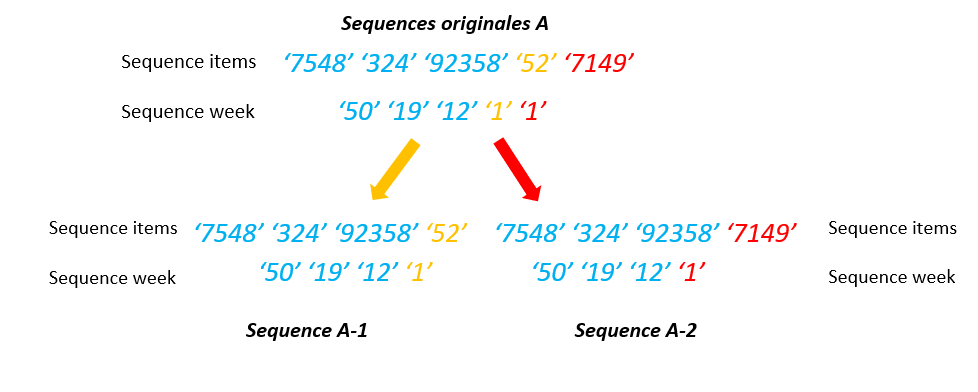 Sequences originales A
Sequence items ‘7548’ ‘324’ ‘92358’ ‘52’ ‘7149’
Sequence week ‘50’ ‘19’ ‘12’ ‘1’ ‘1’
Sequence items ‘7548’ ‘324’ ‘92358’ ‘52’ ‘7548’ ‘324’ ‘92358’ ‘7149’ Sequence items
Sequence week ‘50’ ‘19’ ‘12’ ‘1’ ‘50’ ‘19’ ‘12’ ‘1’ Sequence week
Sequence A-1 Sequence A-2